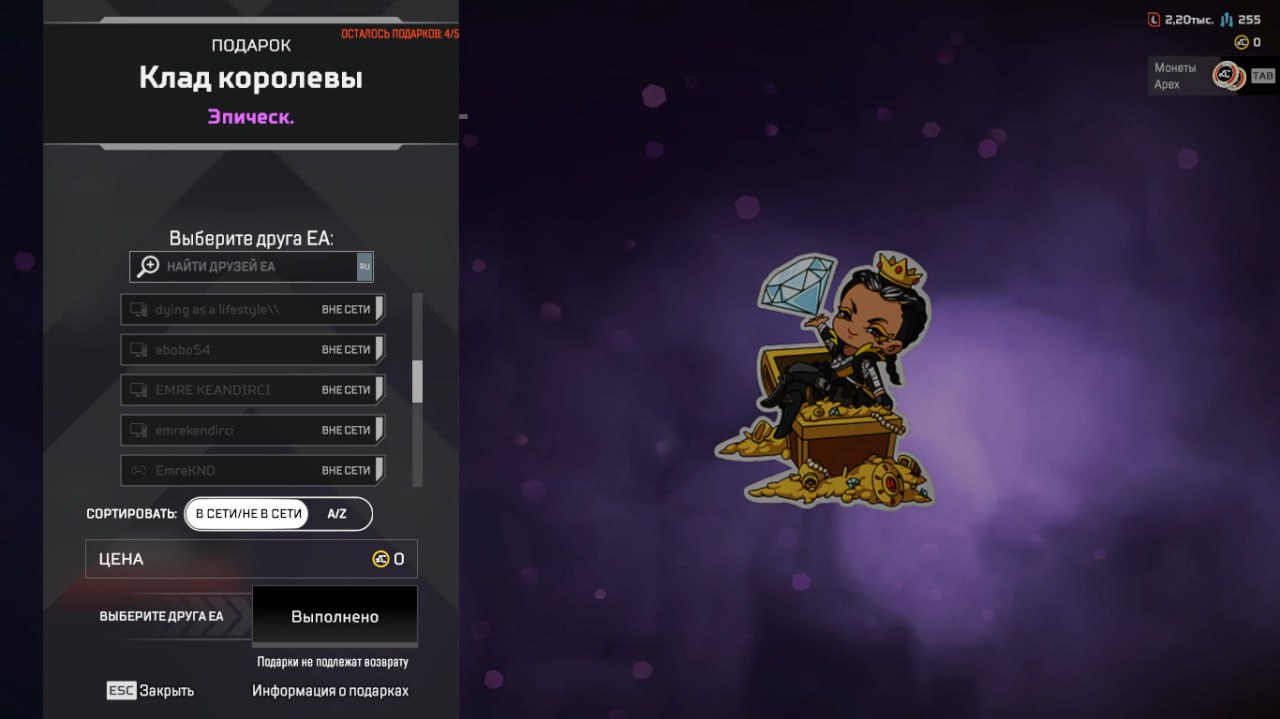 ОСТАЛОСЬ ПОДАРКОВ: 4/5
ПОДАРОК
Клад королевы
Эпическ.
2,20тыс. 255
0
Монеты
Apex
TAB
Выберите друга EA:
НАЙТИ ДРУЗЕЙ EA RU
dying as a lifestyle\\ ВНЕ СЕТИ
ebobo54 ВНЕ СЕТИ
EMRE KEANDIRCI ВНЕ СЕТИ
emrekendirci ВНЕ СЕТИ
EmreKND ВНЕ СЕТИ
СОРТИРОВАТЬ: В СЕТИ/НЕ В СЕТИ A/Z
ЦЕНА 0
ВЫБЕРИТЕ ДРУГА EA Выполнено
Подарки не подлежат возврату
ESC Закрыть Информация о подарках